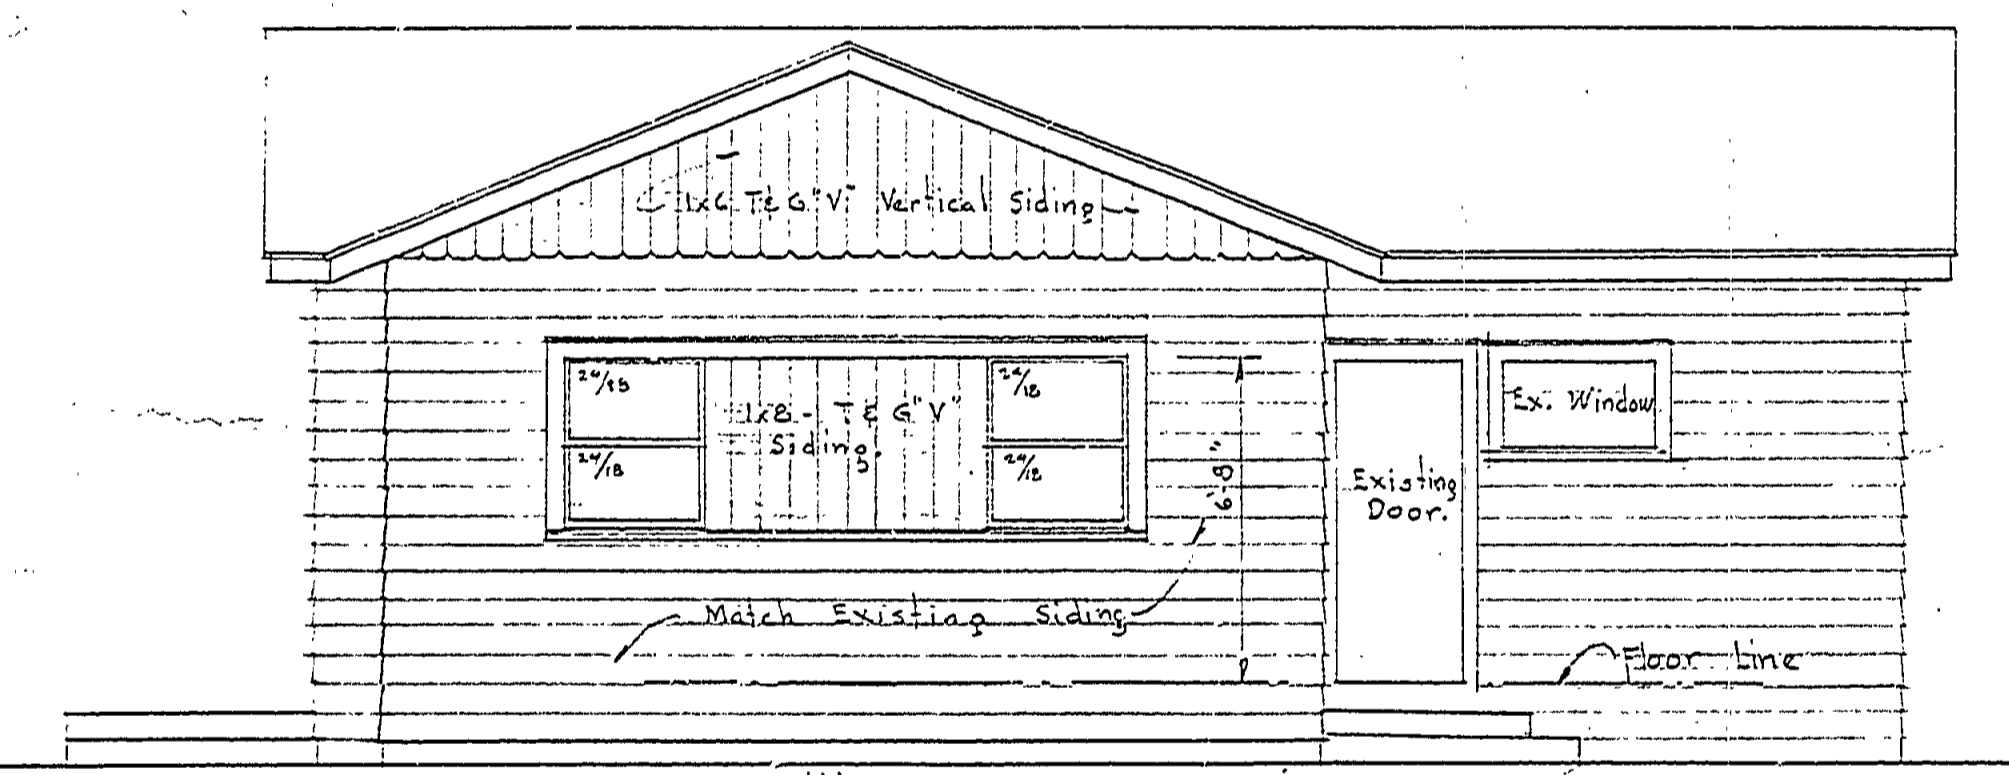 1x6 T & G "V" Vertical Siding
24/18
1x8 - T & G "V"
Siding.
24/18
24/18
24/18
6'-8"
Existing
Door.
Ex. Window
Match Existing Siding
Floor Line